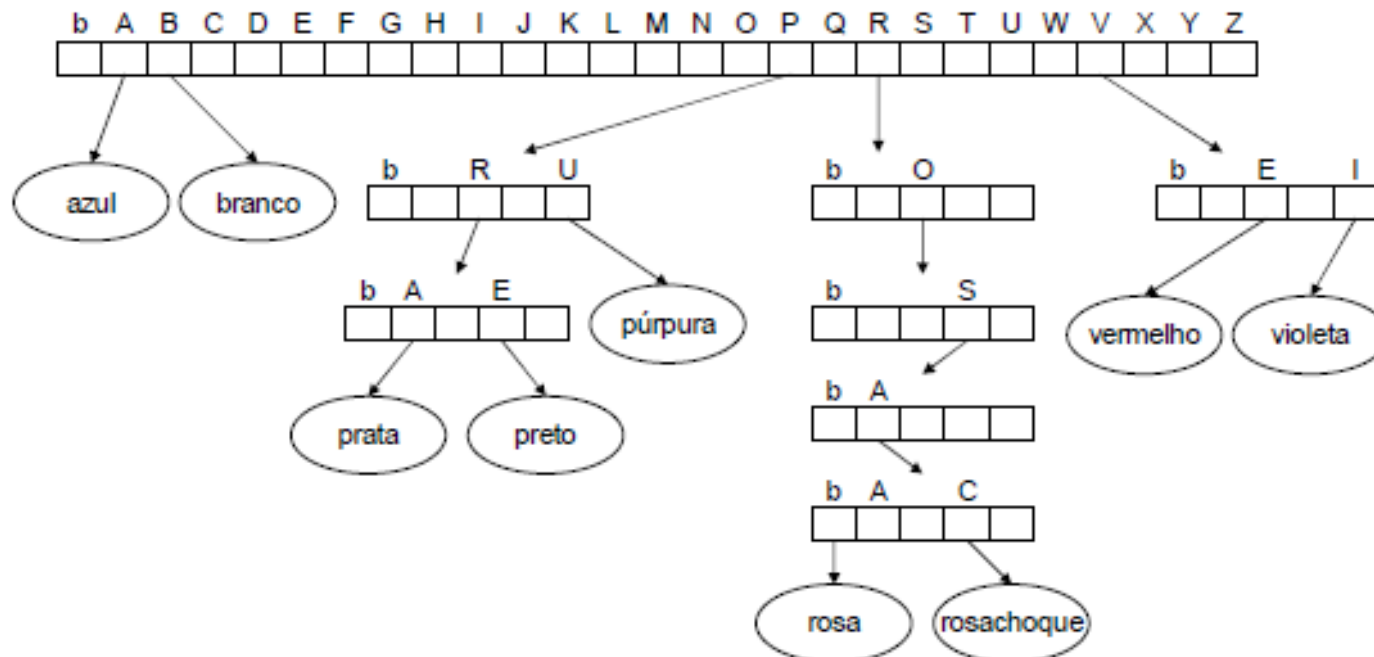 b A B C D E F G H I J K L M N O P Q R S T U W V X Y Z
azul branco b R U b O b E I
b A E púrpura b S vermelho violeta
prata preto b A
b A C
rosa rosachoque